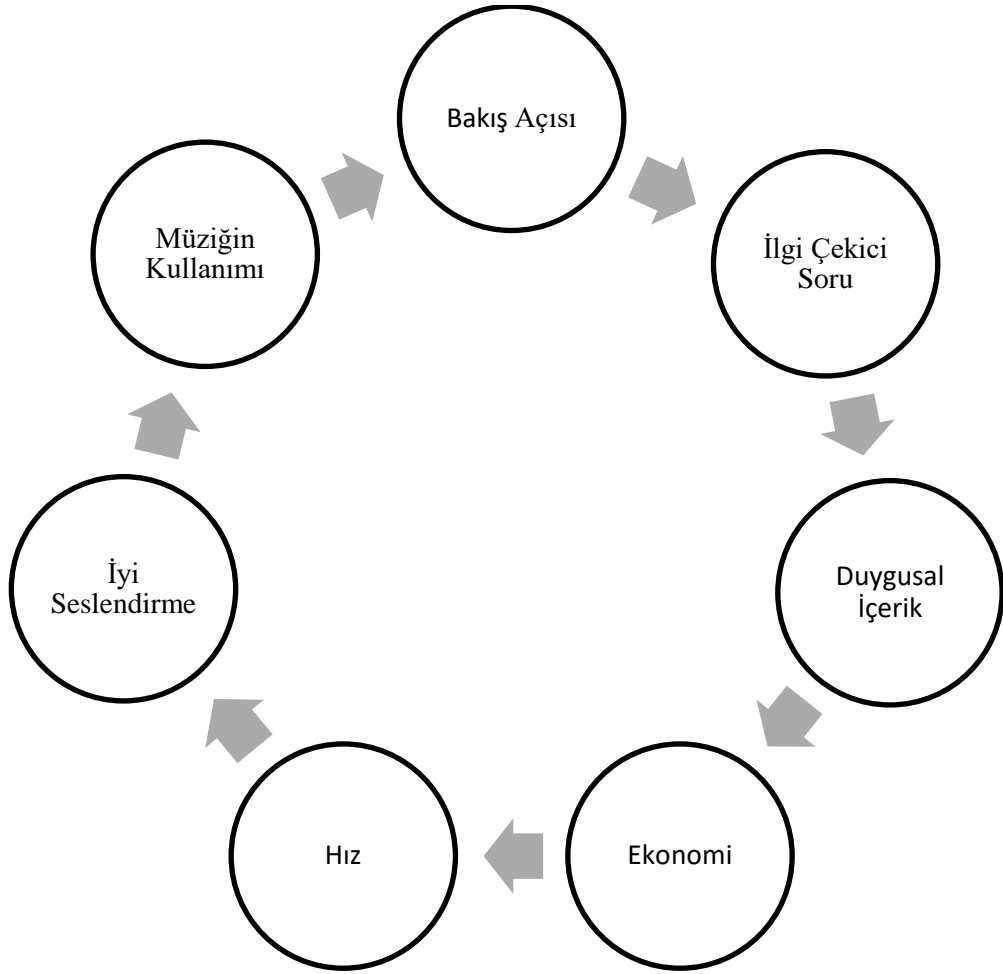 Bakış Açısı
İlgi Çekici
Soru
Duygusal
İçerik
Ekonomi
Hız
İyi
Seslendirme
Müziğin
Kullanımı